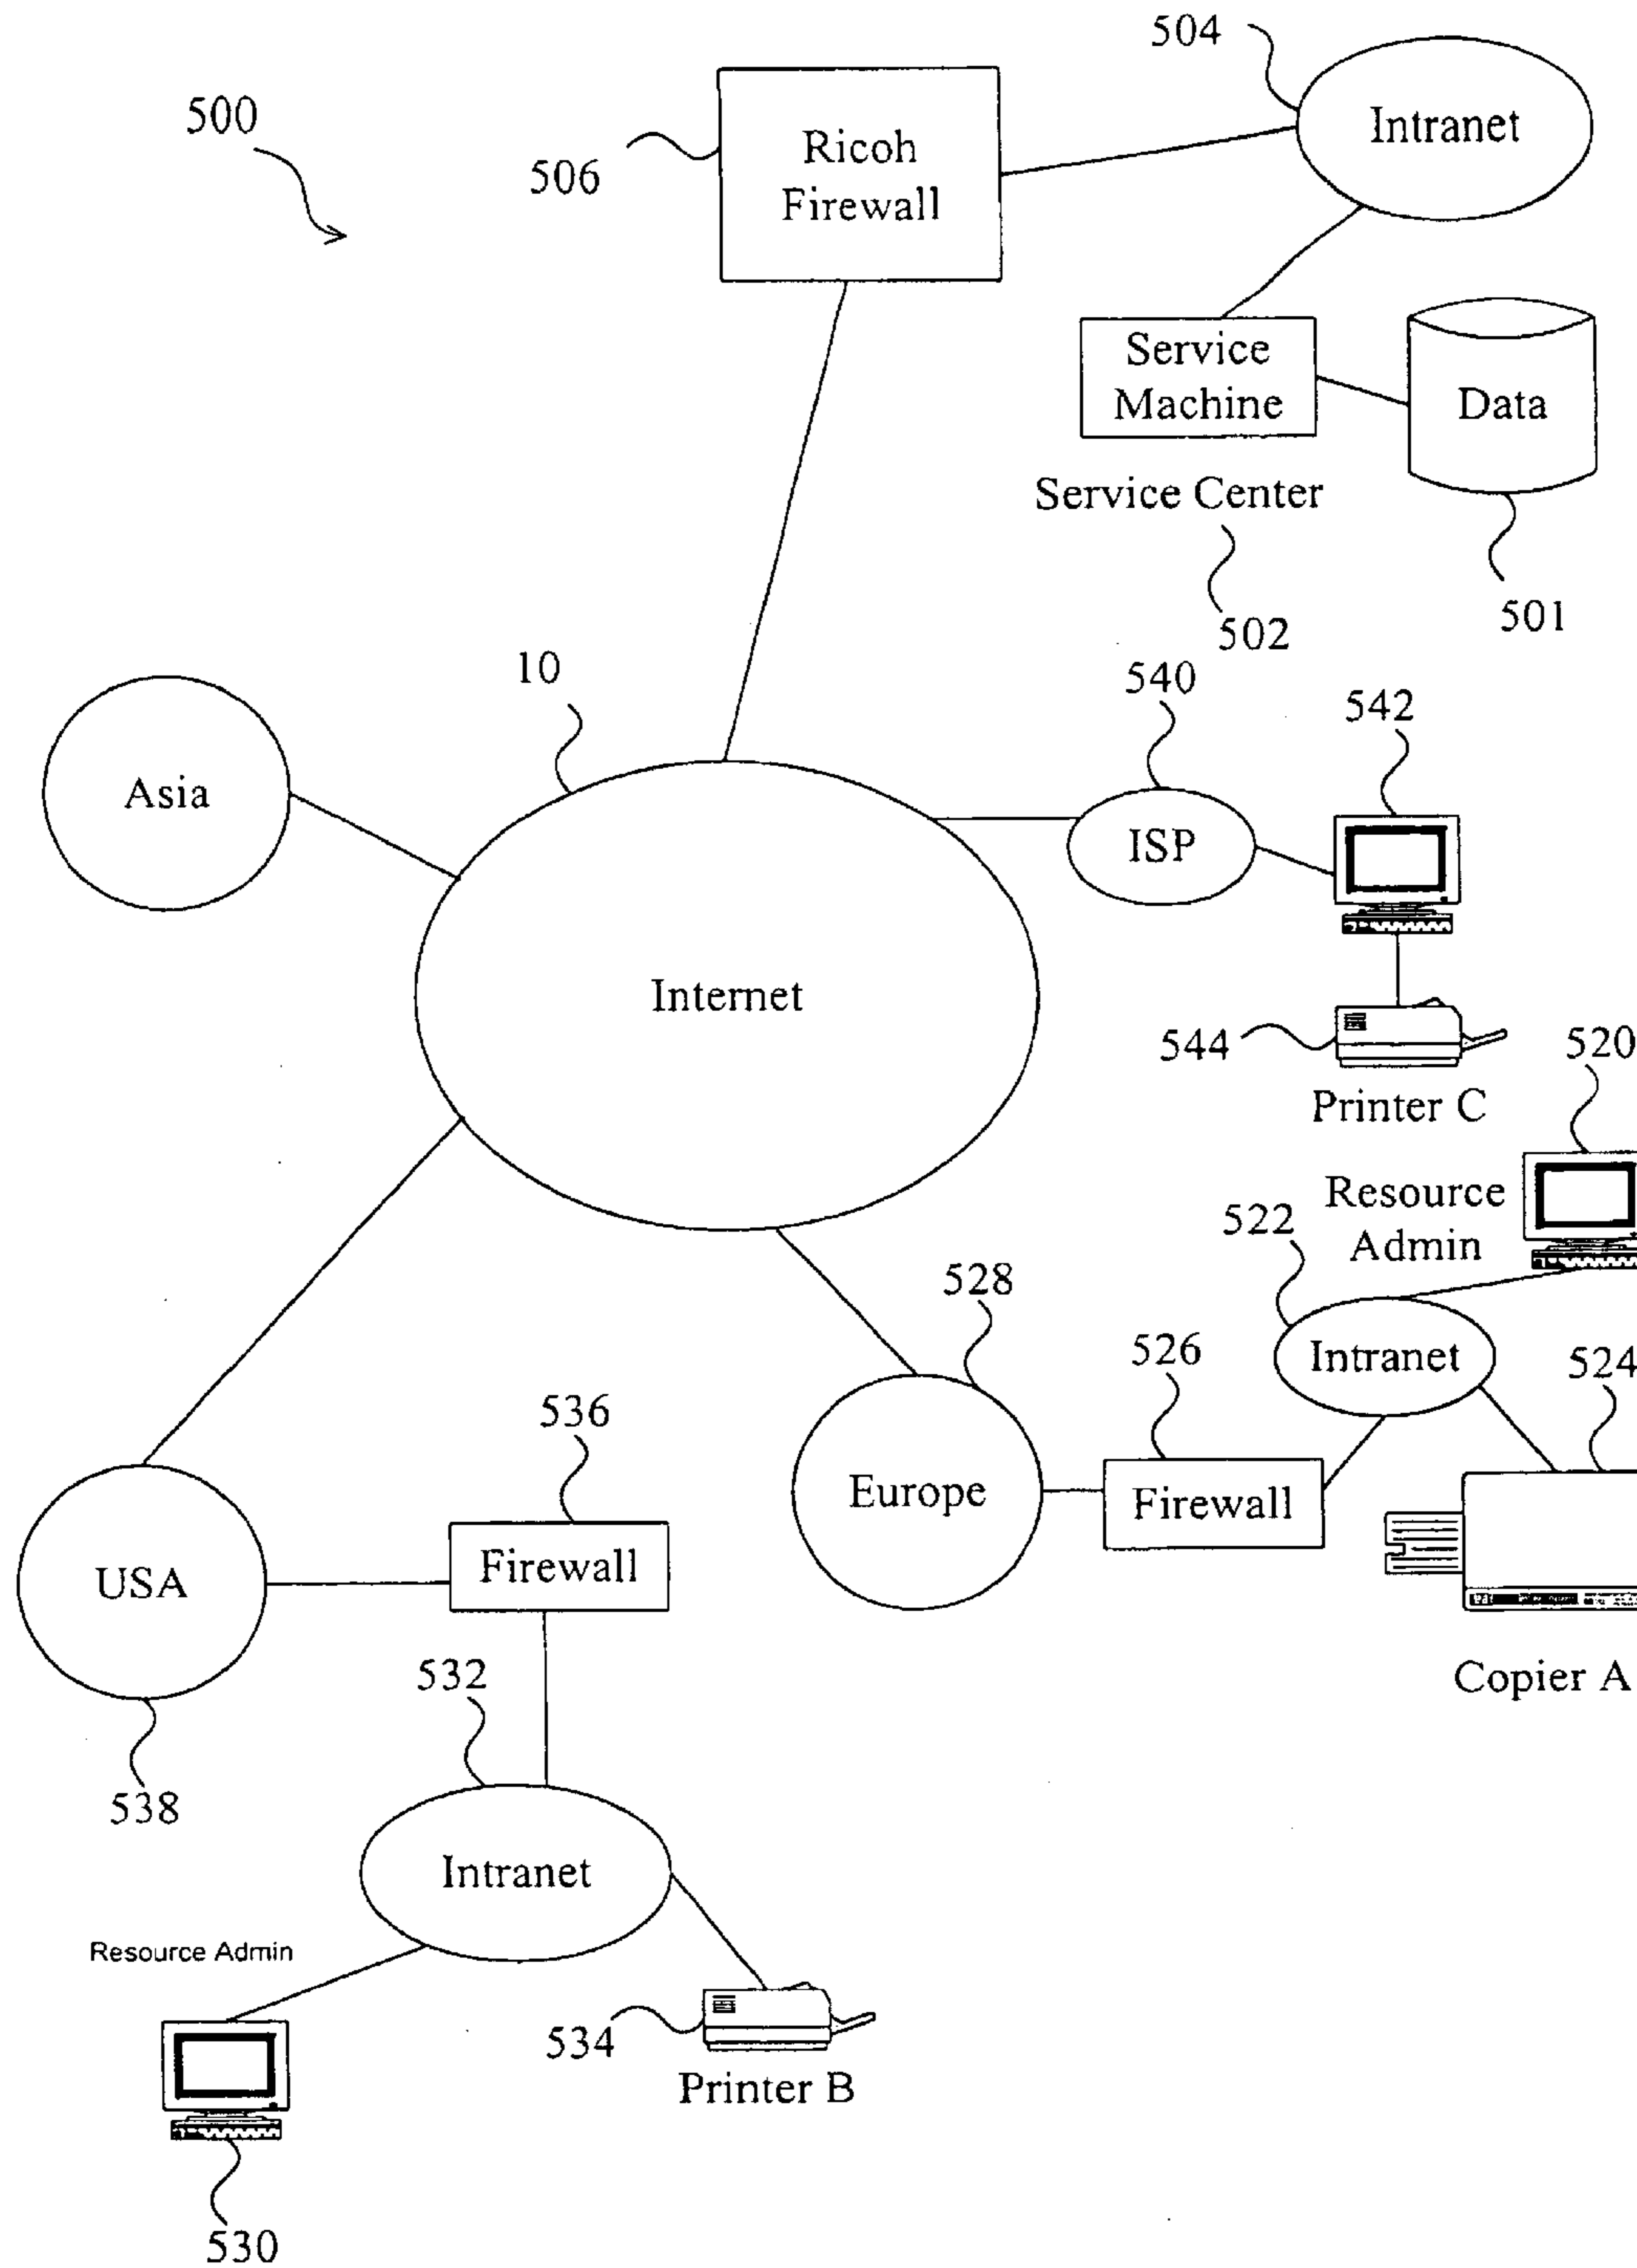 504
500
Intranet
Ricoh
Firewall
506
Service
Machine
Data
Service Center
501
502
10
540
542
Asia
ISP
Internet
544
520
Printer C
Resource
Admin
522
528
526
Intranet
524
536
Europe
Firewall
Firewall
USA
532
Copier A
538
Intranet
Resource Admin
534
Printer B
530